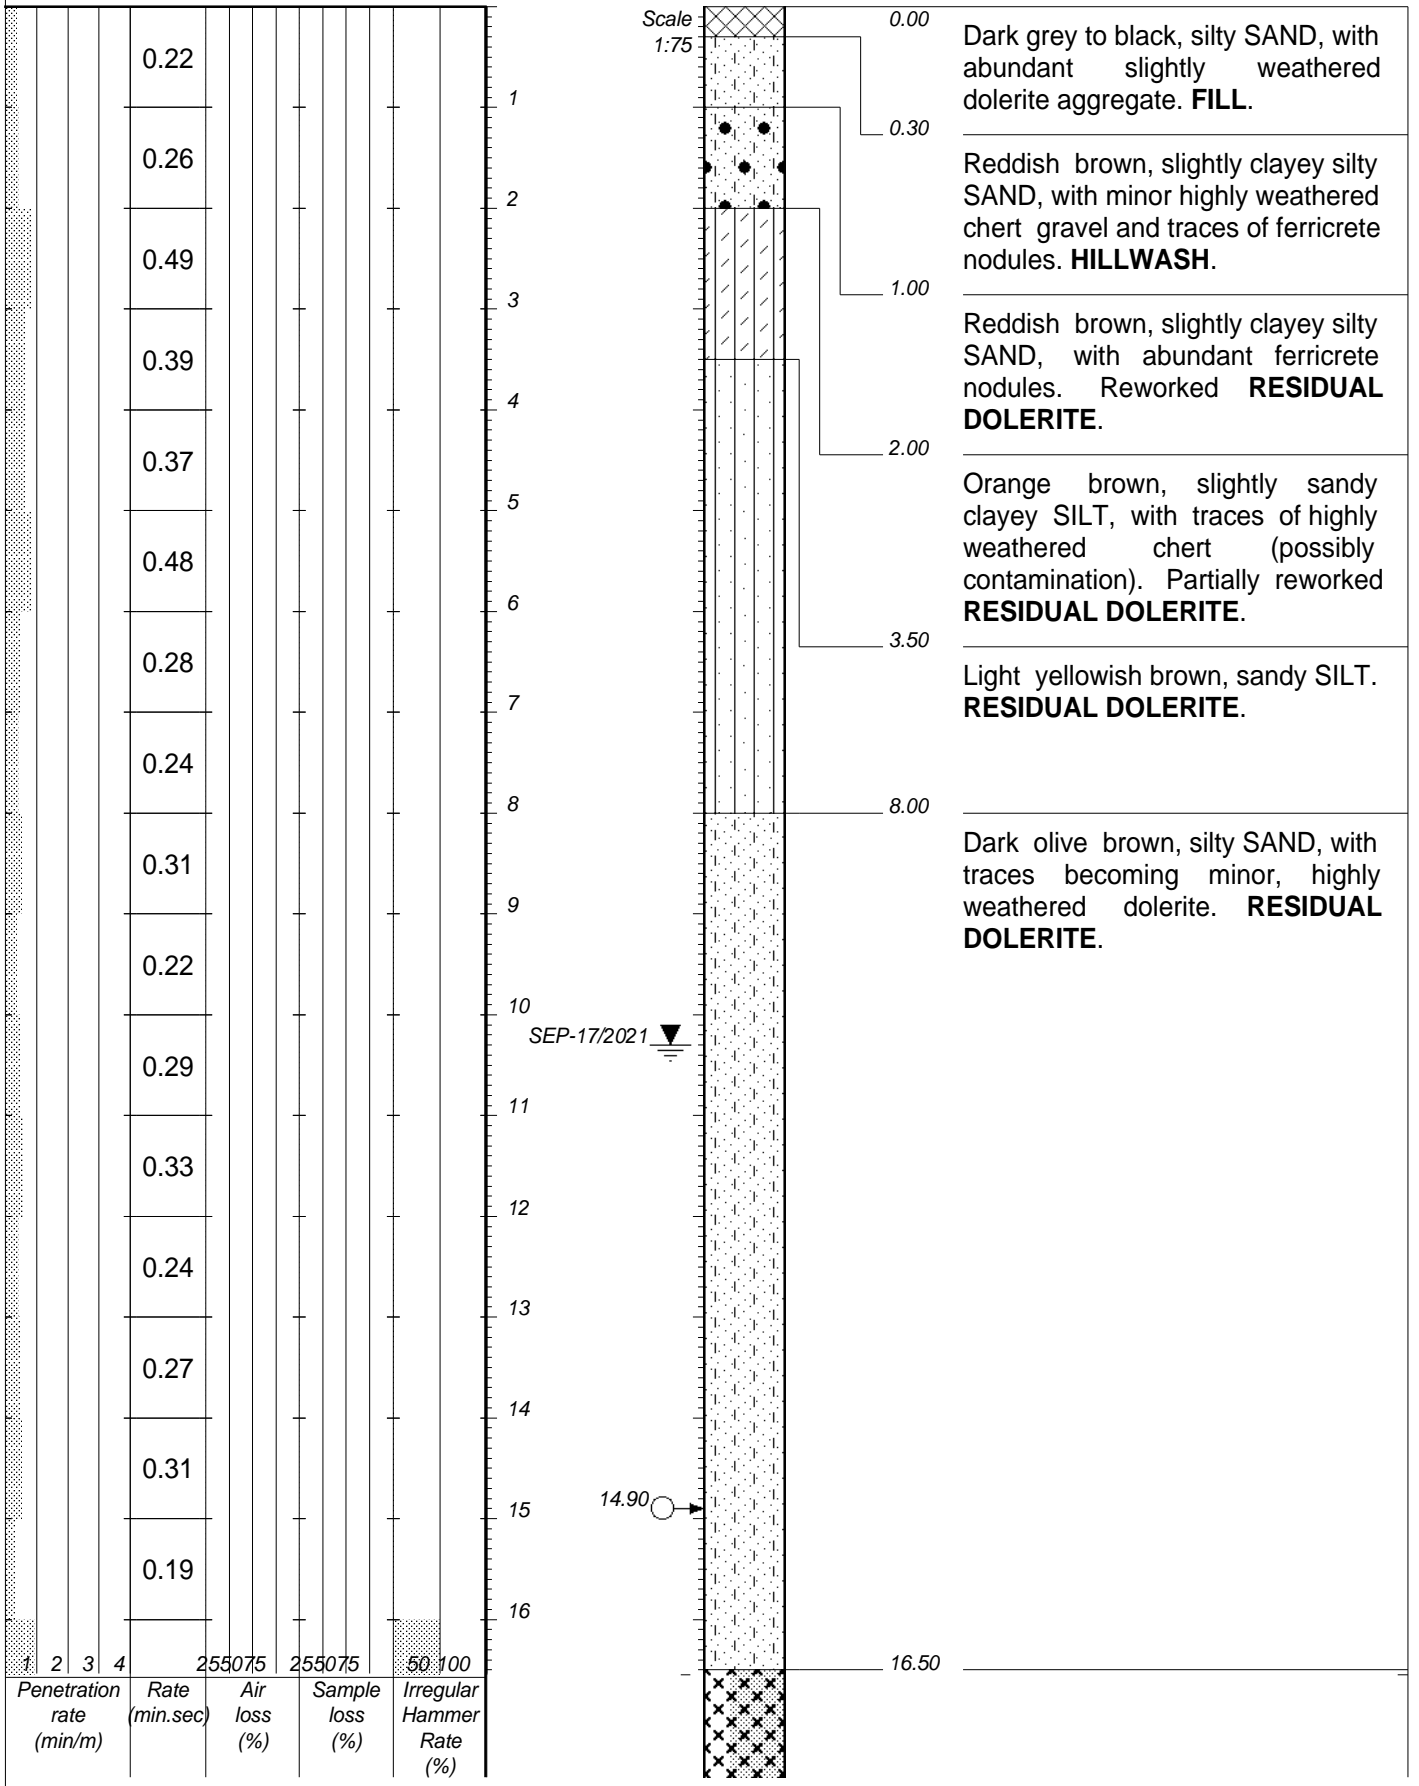 Scale
1:75
0.00
Dark grey to black, silty SAND, with
abundant slightly weathered
dolerite aggregate. FILL.
0.30
Reddish brown, slightly clayey silty
SAND, with minor highly weathered
chert gravel and traces of ferricrete
nodules. HILLWASH.
1.00
Reddish brown, slightly clayey silty
SAND, with abundant ferricrete
nodules. Reworked RESIDUAL
DOLERITE.
2.00
Orange brown, slightly sandy
clayey SILT, with traces of highly
weathered chert (possibly
contamination). Partially reworked
RESIDUAL DOLERITE.
3.50
Light yellowish brown, sandy SILT.
RESIDUAL DOLERITE.
8.00
Dark olive brown, silty SAND, with
traces becoming minor, highly
weathered dolerite. RESIDUAL
DOLERITE.
16.50
0.22
1
0.26
2
0.49
3
0.39
4
0.37
5
0.48
6
0.28
7
0.24
8
0.31
9
0.22
10
SEP-17/2021
0.29
11
0.33
12
0.24
13
0.27
14
0.31
14.90
15
0.19
16
1 2 3 4 255075 255075 50 100
Penetration
rate
(min/m)
Rate
(min.sec)
Air
loss
(%)
Sample
loss
(%)
Irregular
Hammer
Rate
(%)